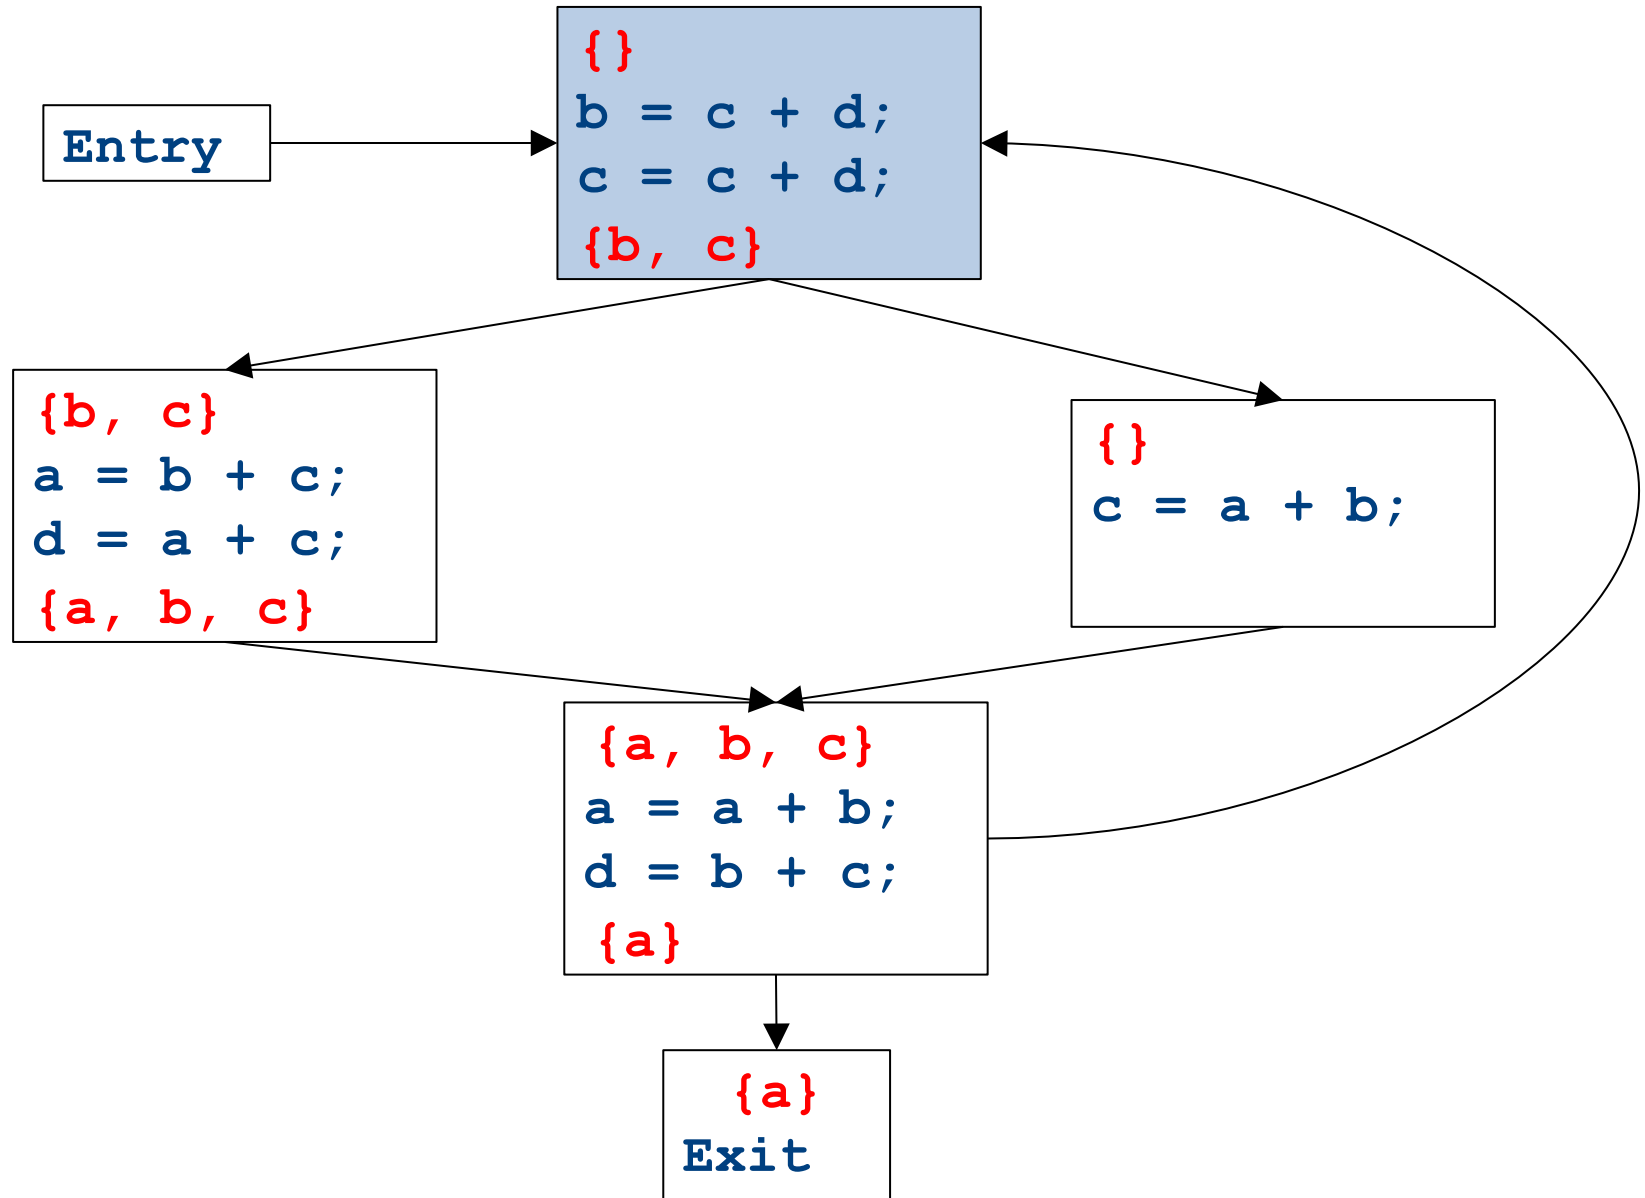 {}
b = c + d;
c = c + d;
{b, c}
Entry
{b, c}
a = b + c;
d = a + c;
{a, b, c}
{}
c = a + b;
{a, b, c}
a = a + b;
d = b + c;
{a}
{a}
Exit